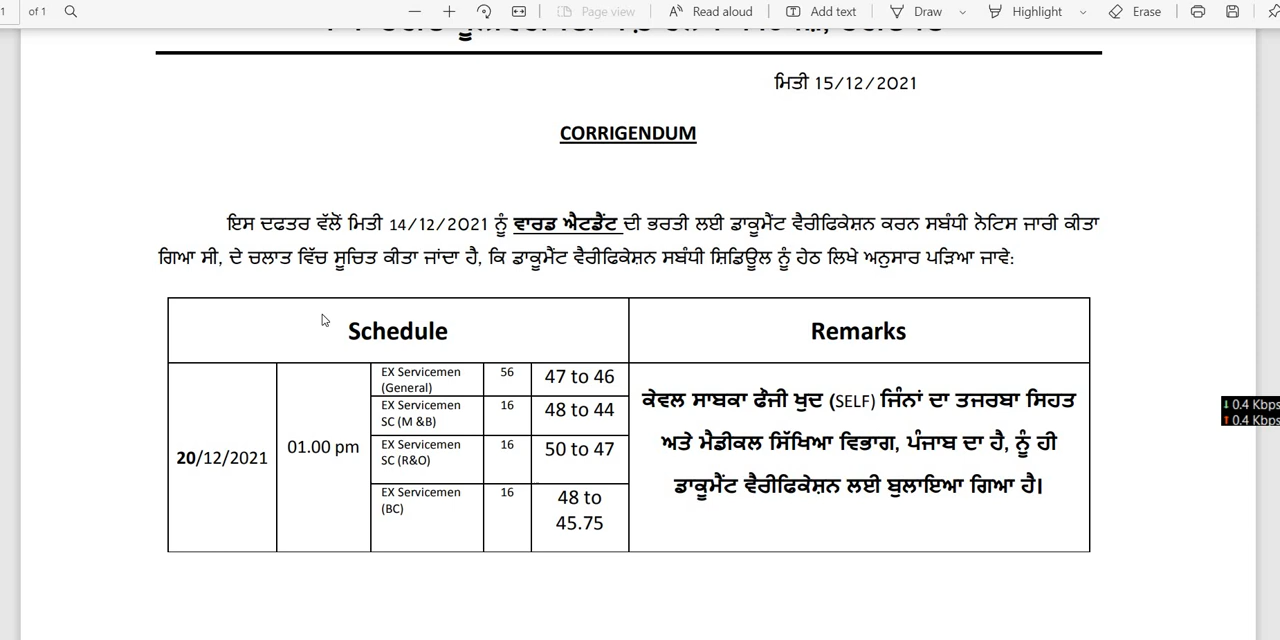 1 of 1 Page view Read aloud Add text Draw Highlight Erase
ਮਿਤੀ 15/12/2021
CORRIGENDUM
ਇਸ ਦਫਤਰ ਵੱਲੋਂ ਮਿਤੀ 14/12/2021 ਨੂੰ ਵਾਰਡ ਐਟਡੈਂਟ ਦੀ ਭਰਤੀ ਲਈ ਡਾਕੂਮੈਂਟ ਵੈਰੀਫਿਕੇਸ਼ਨ ਕਰਨ ਸਬੰਧੀ ਨੋਟਿਸ ਜਾਰੀ ਕੀਤਾ
ਗਿਆ ਸੀ, ਦੇ ਚਲਾਤ ਵਿੱਚ ਸੂਚਿਤ ਕੀਤਾ ਜਾਂਦਾ ਹੈ, ਕਿ ਡਾਕੂਮੈਂਟ ਵੈਰੀਫਿਕੇਸ਼ਨ ਸਬੰਧੀ ਸ਼ਿਡਿਊਲ ਨੂੰ ਹੇਠ ਲਿਖੇ ਅਨੁਸਾਰ ਪੜਿਆ ਜਾਵੇ:
Schedule Remarks
20/12/2021
01.00 pm
EX Servicemen 56 47 to 46
(General)
EX Servicemen 16 48 to 44
SC (M &B)
EX Servicemen 16 50 to 47
SC (R&O)
EX Servicemen 16 48 to
(BC) 45.75
ਕੇਵਲ ਸਾਬਕਾ ਫੌਜੀ ਖੁਦ (SELF) ਜਿੰਨਾਂ ਦਾ ਤਜਰਬਾ ਸਿਹਤ
ਅਤੇ ਮੈਡੀਕਲ ਸਿੱਖਿਆ ਵਿਭਾਗ, ਪੰਜਾਬ ਦਾ ਹੈ, ਨੂੰ ਹੀ
ਡਾਕੂਮੈਂਟ ਵੈਰੀਫਿਕੇਸ਼ਨ ਲਈ ਬੁਲਾਇਆ ਗਿਆ ਹੈ।
↓ 0.4 Kbps
↑ 0.4 Kbps